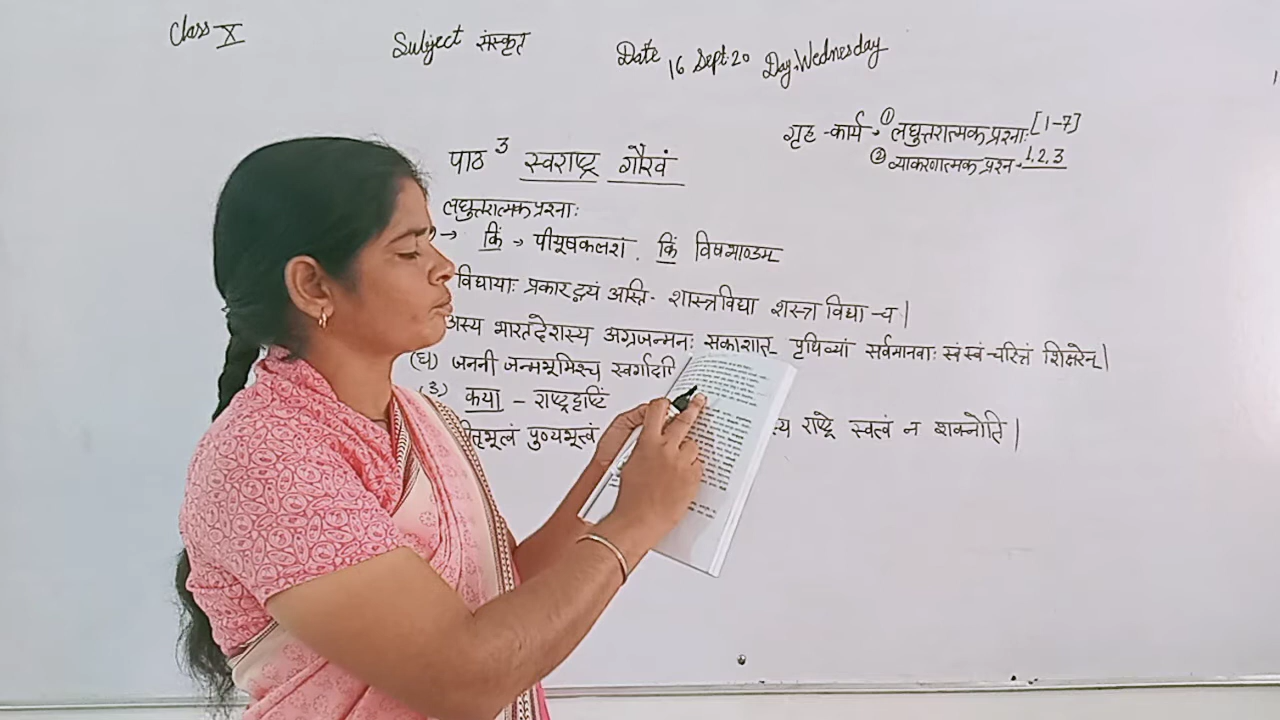 Class X
Subject संस्कृत
Date 16 Sept. 20 Day. Wednesday
गृह - कार्य → ① लघुत्तरात्मक प्रश्नाः [1-7]
② व्याकरणात्मक प्रश्न → 1, 2, 3
पाठ 3 स्वराष्ट्र गौरवं
लघुत्तरात्मक प्रश्नाः
→ किं → पीयूषकलश . किं विषभाण्डम्
विद्यायाः प्रकार द्वयं अस्ति - शास्त्रविद्या शस्त्र विद्या - च |
अस्य भारतदेशस्य अग्रजन्मनः सकाशात् पृथिव्यां सर्वमानवाः स्वं स्वं चरित्रं शिक्षरेन् |
(घ) जननी जन्मभूमिश्च स्वर्गादपि
कया - राष्ट्रदृष्टिं
पुण्यभूत्वं राष्ट्रे स्वत्वं न शक्नोति |